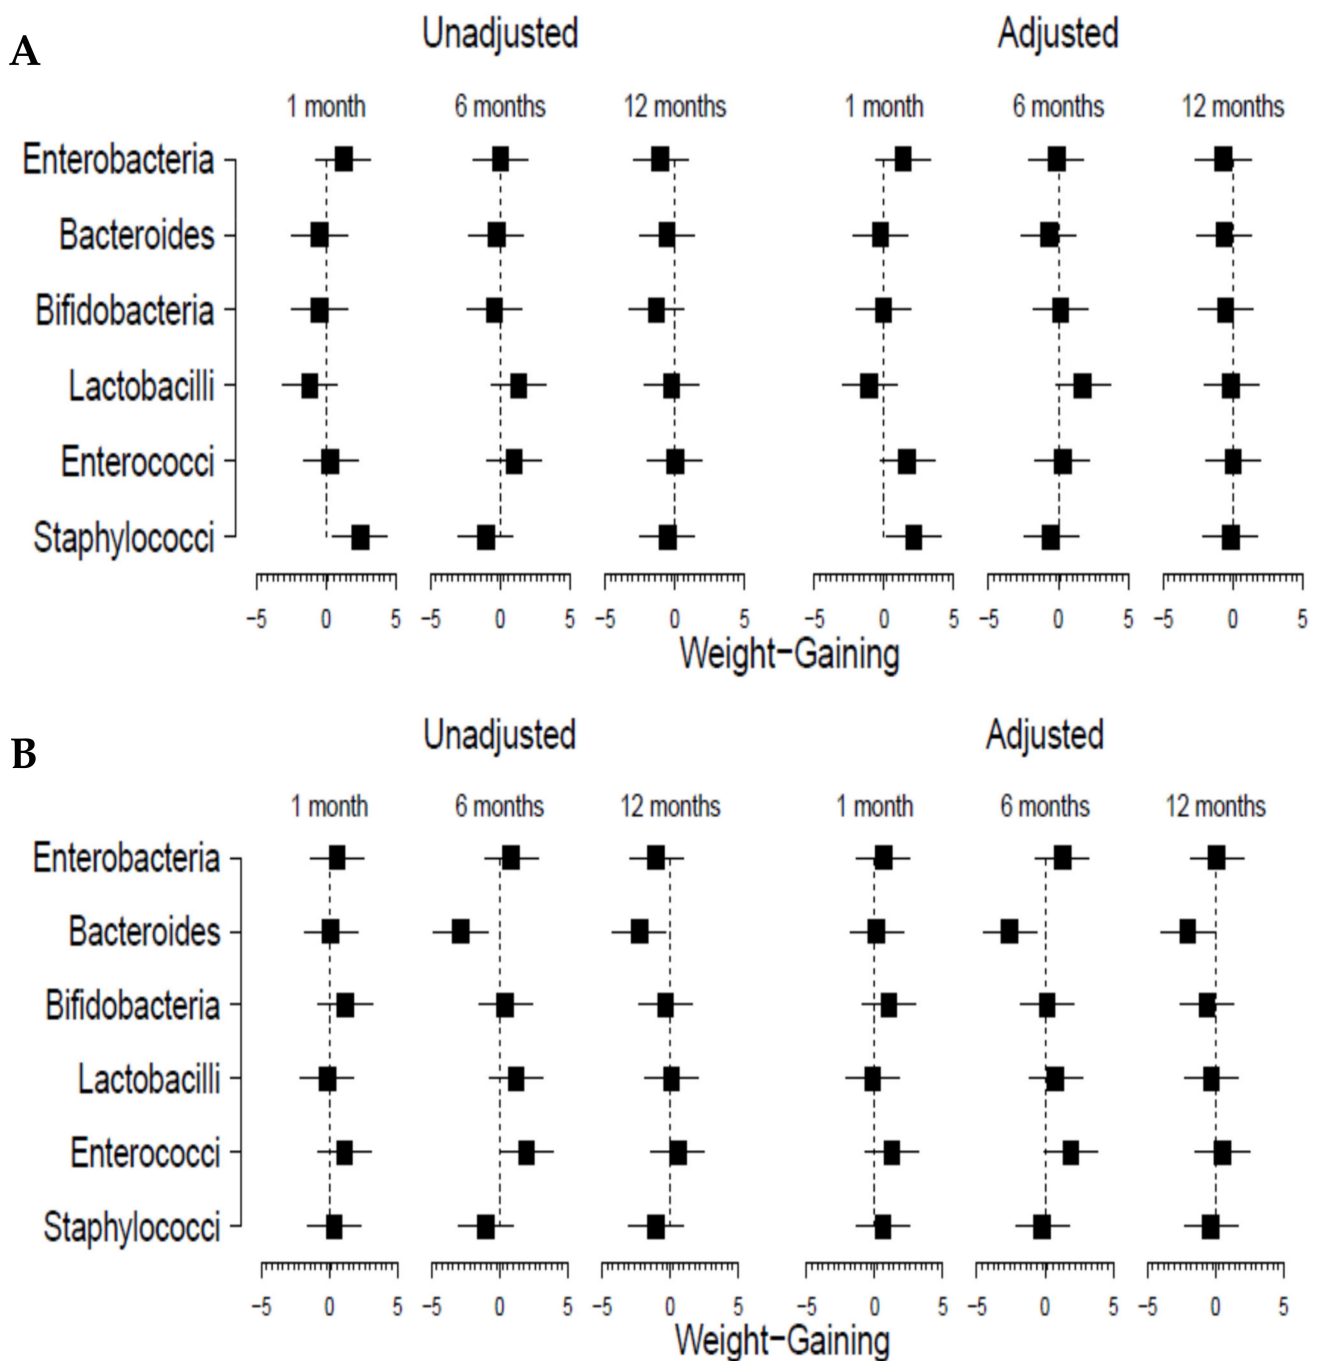 A
Unadjusted Adjusted
1 month 6 months 12 months 1 month 6 months 12 months
Enterobacteria
Bacteroides
Bifidobacteria
Lactobacilli
Enterococci
Staphylococci
−5 0 5 −5 0 5 −5 0 5 −5 0 5 −5 0 5 −5 0 5
Weight−Gaining
B
Unadjusted Adjusted
1 month 6 months 12 months 1 month 6 months 12 months
Enterobacteria
Bacteroides
Bifidobacteria
Lactobacilli
Enterococci
Staphylococci
−5 0 5 −5 0 5 −5 0 5 −5 0 5 −5 0 5 −5 0 5
Weight−Gaining